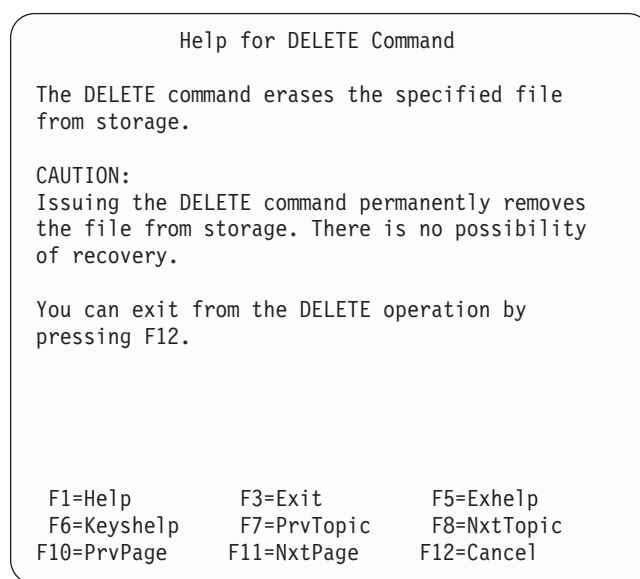 Help for DELETE Command
The DELETE command erases the specified file
from storage.
CAUTION:
Issuing the DELETE command permanently removes
the file from storage. There is no possibility
of recovery.
You can exit from the DELETE operation by
pressing F12.
F1=Help F3=Exit F5=Exhelp
F6=Keyshelp F7=PrvTopic F8=NxtTopic
F10=PrvPage F11=NxtPage F12=Cancel